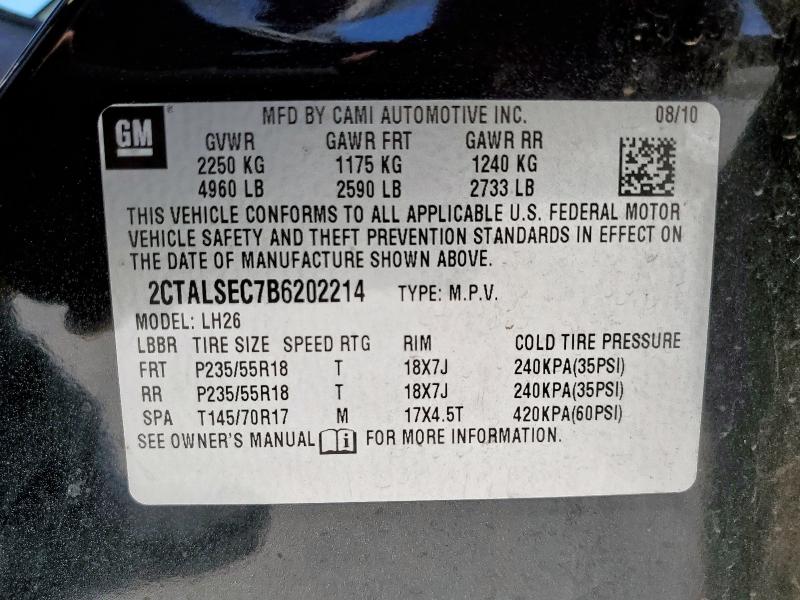 GM ®
MFD BY CAMI AUTOMOTIVE INC. 08/10
GVWR GAWR FRT GAWR RR
2250 KG 1175 KG 1240 KG
4960 LB 2590 LB 2733 LB
THIS VEHICLE CONFORMS TO ALL APPLICABLE U.S. FEDERAL MOTOR
VEHICLE SAFETY AND THEFT PREVENTION STANDARDS IN EFFECT ON
THE DATE OF MANUFACTURE SHOWN ABOVE.
2CTALSEC7B6202214 TYPE: M.P.V.
MODEL: LH26
LBBR TIRE SIZE SPEED RTG RIM COLD TIRE PRESSURE
FRT P235/55R18 T 18X7J 240KPA(35PSI)
RR P235/55R18 T 18X7J 240KPA(35PSI)
SPA T145/70R17 M 17X4.5T 420KPA(60PSI)
SEE OWNER'S MANUAL i FOR MORE INFORMATION.